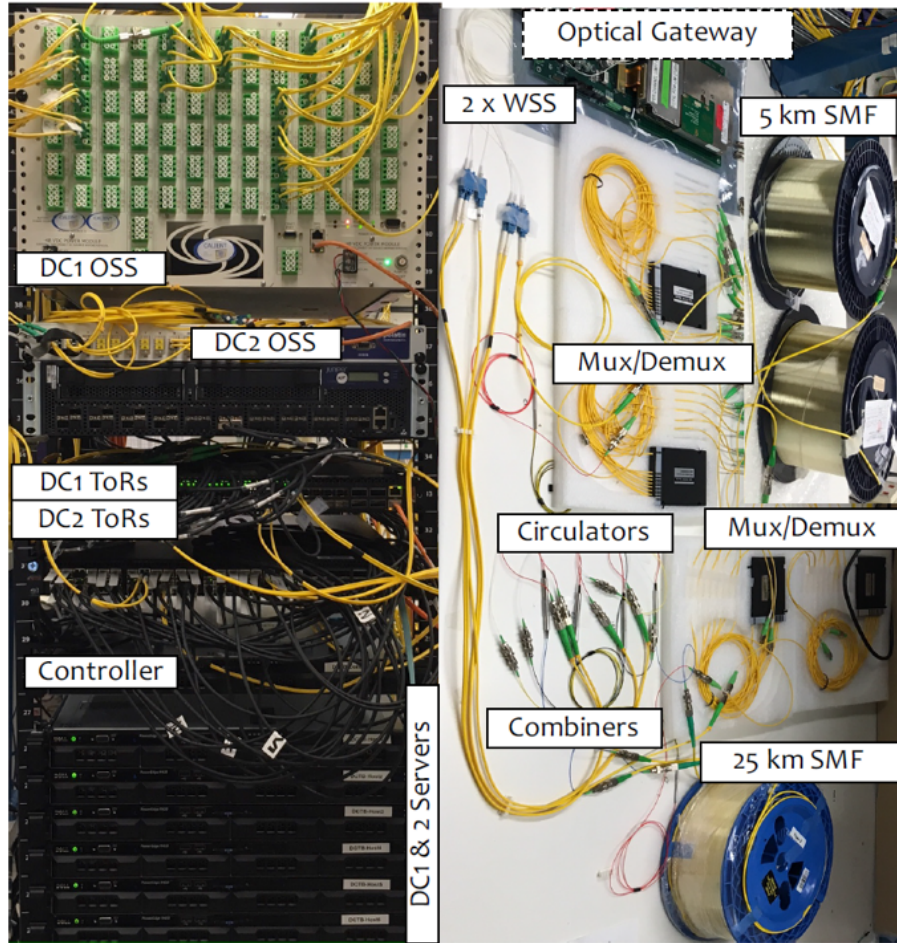 Optical Gateway
2 x WSS
5 km SMF
CALIENT
DC1 OSS
DC2 OSS
Mux/Demux
DC1 ToRs
DC2 ToRs
Circulators
Mux/Demux
Controller
Combiners
25 km SMF
DC1 & 2 Servers